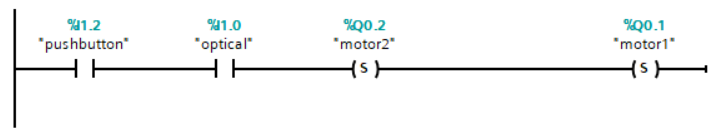 %I1.2 %I1.0 %Q0.2 %Q0.1
"pushbutton" "optical" "motor2" "motor1"
S S